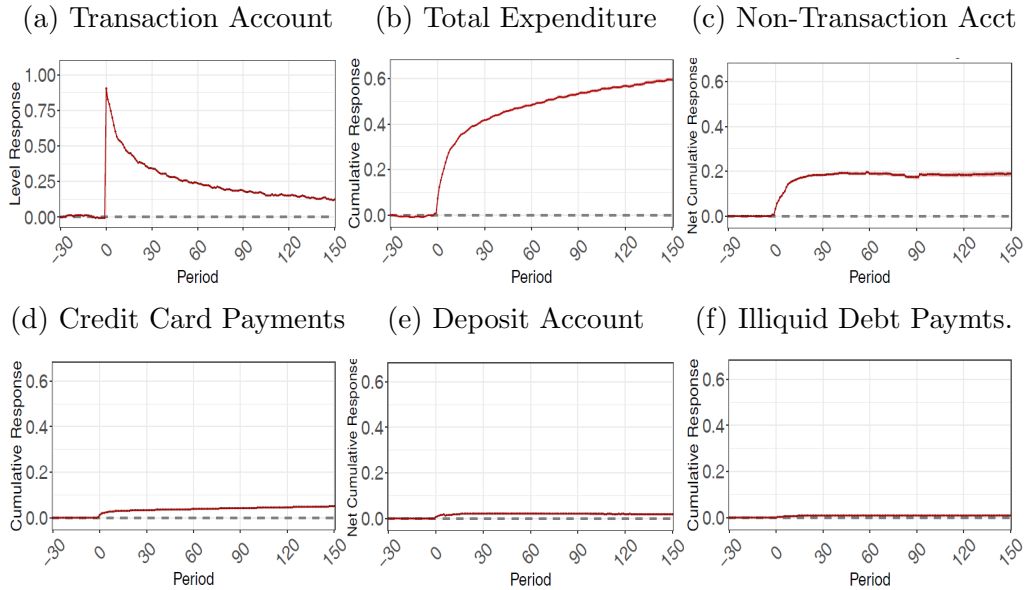 (a) Transaction Account
Level Response
1.00
0.75
0.50
0.25
0.00
−30 0 30 60 90 120 150
Period
(b) Total Expenditure
Cumulative Response
0.6
0.4
0.2
0.0
−30 0 30 60 90 120 150
Period
(c) Non-Transaction Acct
Net Cumulative Response
0.6
0.4
0.2
0.0
−30 0 30 60 90 120 150
Period
(d) Credit Card Payments
Cumulative Response
0.6
0.4
0.2
0.0
−30 0 30 60 90 120 150
Period
(e) Deposit Account
Net Cumulative Response
0.6
0.4
0.2
0.0
−30 0 30 60 90 120 150
Period
(f) Illiquid Debt Paymts.
Cumulative Response
0.6
0.4
0.2
0.0
−30 0 30 60 90 120 150
Period